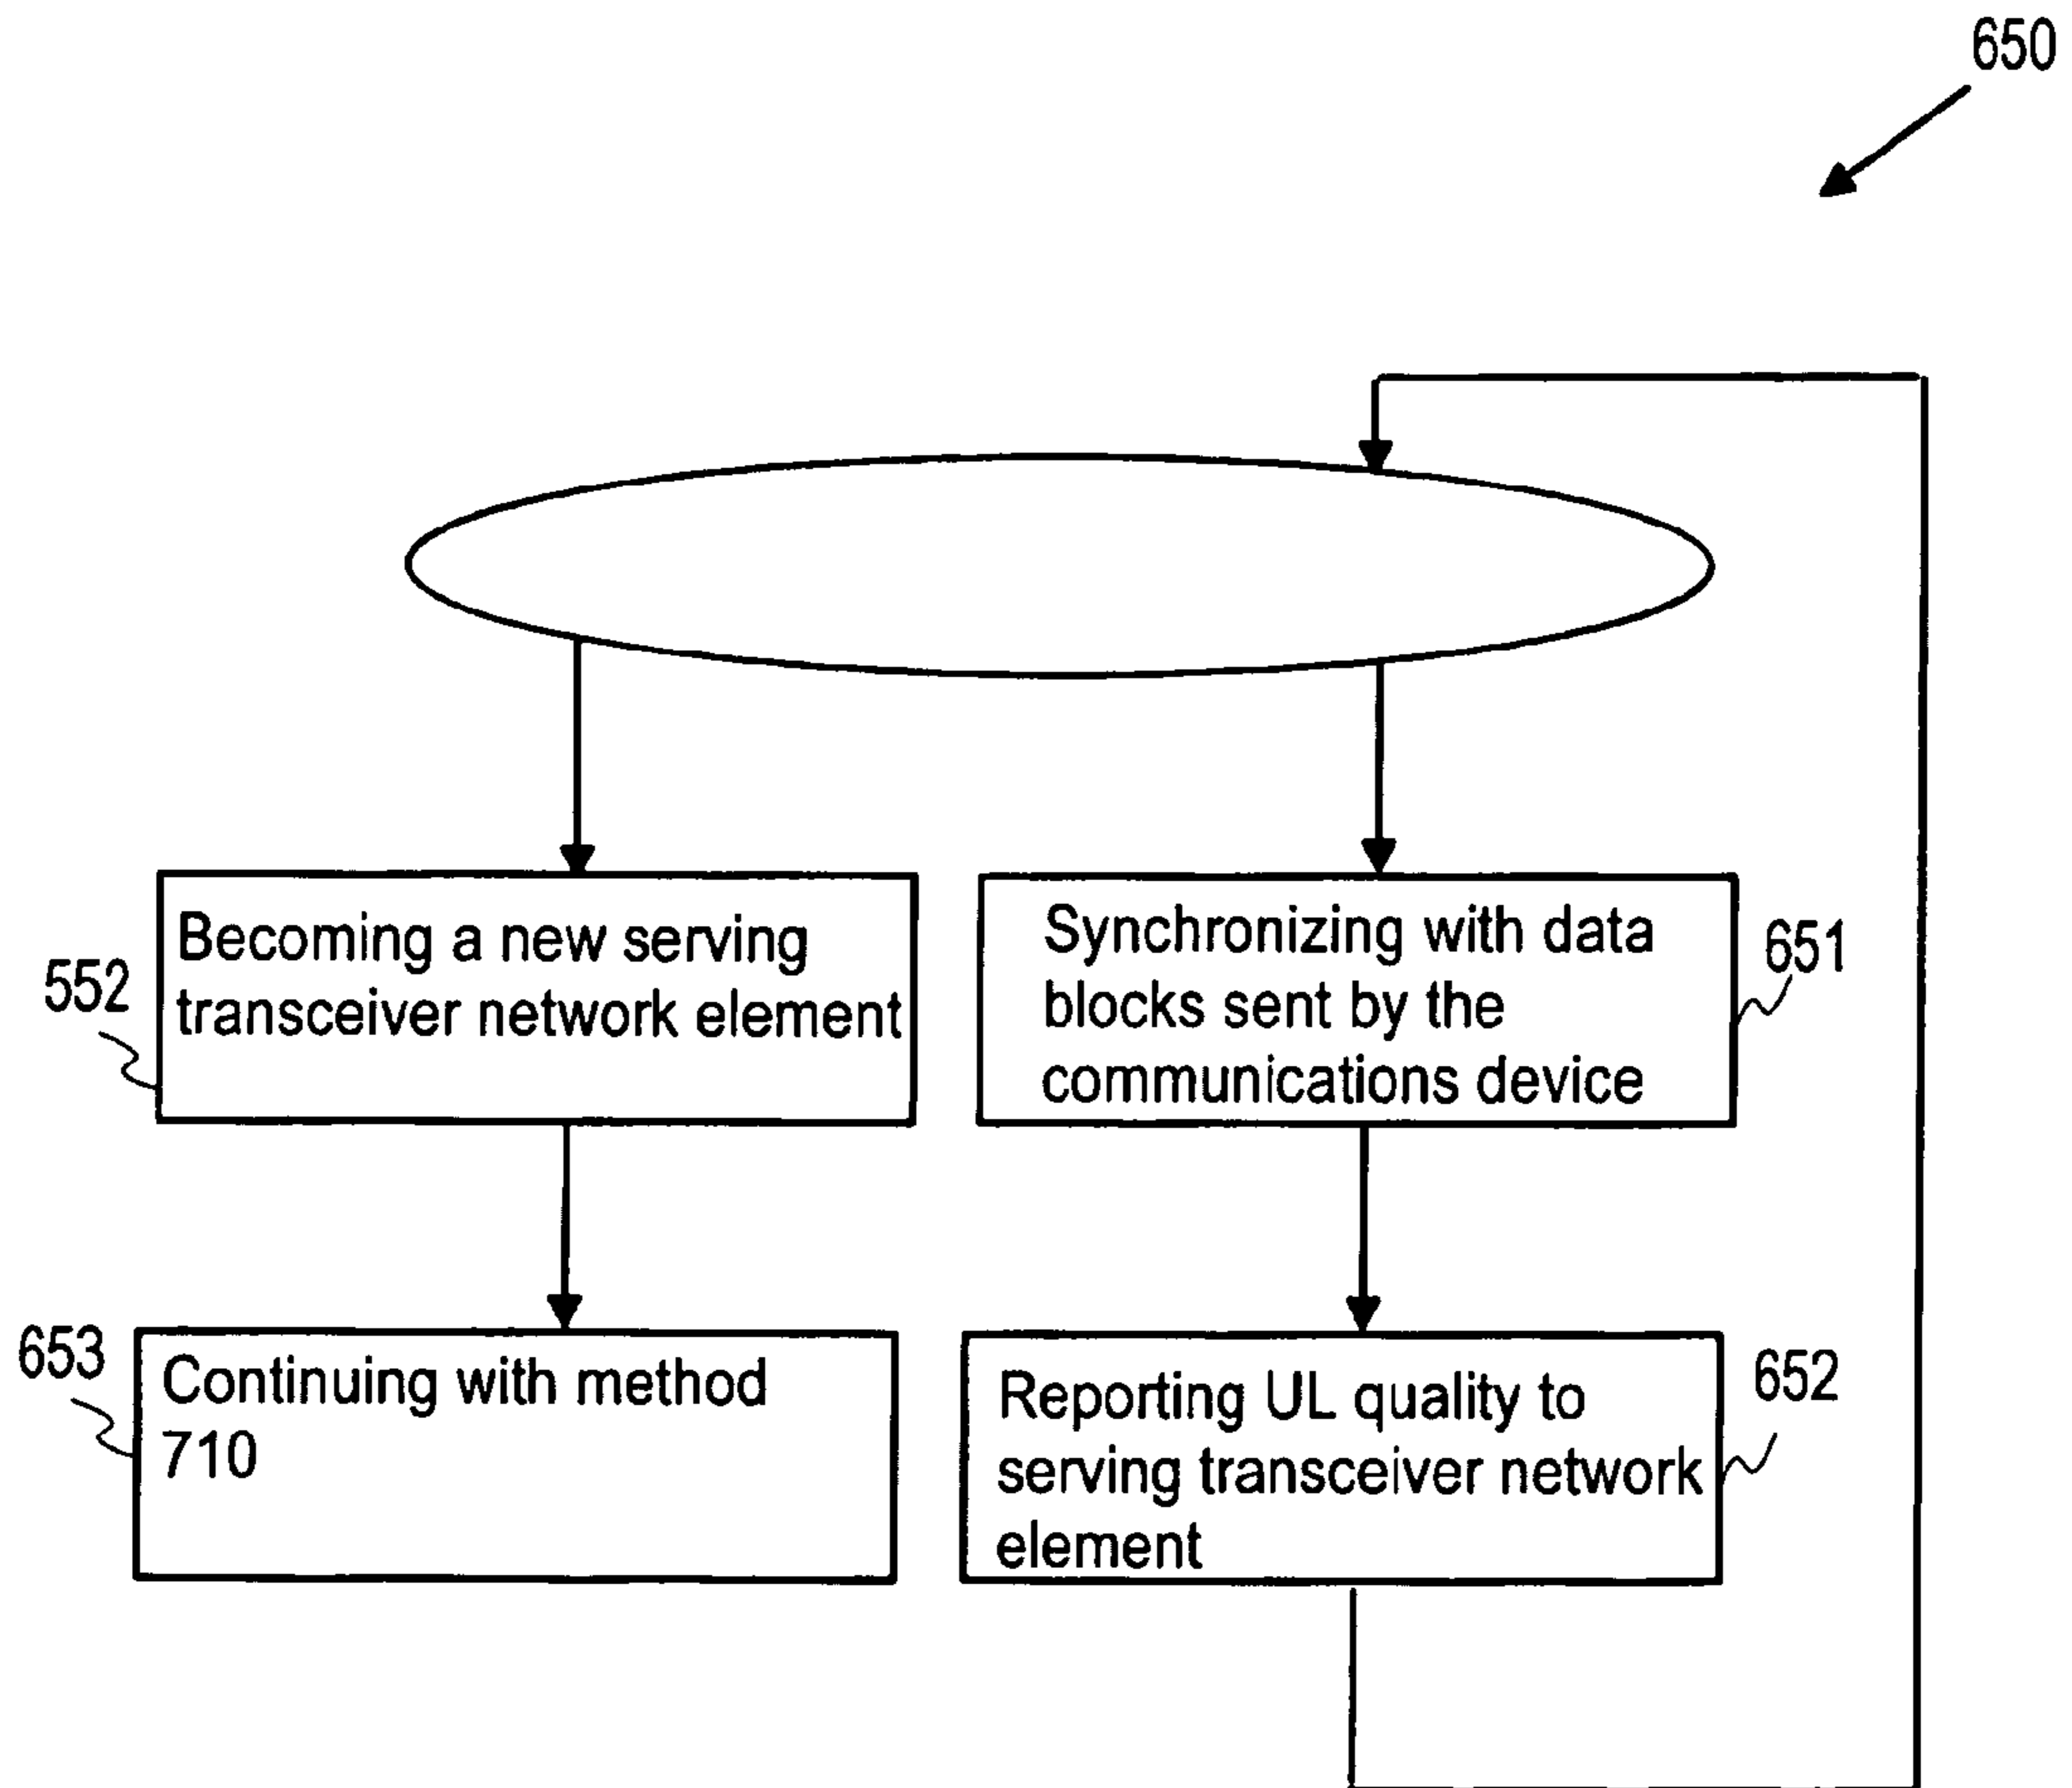 650
Becoming a new serving
transceiver network element
552
Synchronizing with data
blocks sent by the
communications device
651
653
Continuing with method
710
Reporting UL quality to
serving transceiver network
element
652